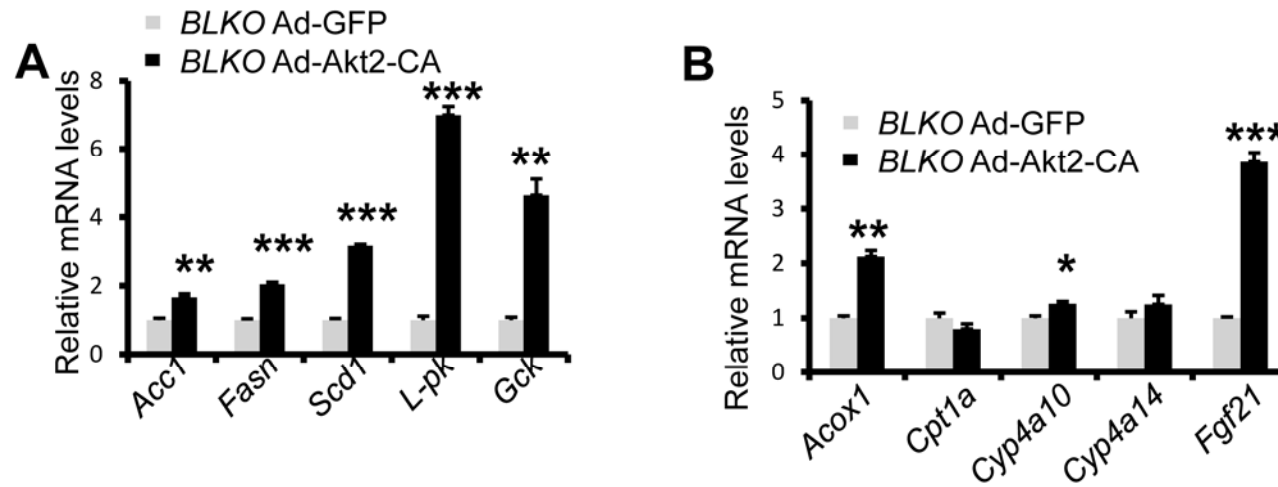 A
BLKO Ad-GFP
BLKO Ad-Akt2-CA
Relative mRNA levels
8
6
4
2
0
**
***
***
***
**
Acc1
Fasn
Scd1
L-pk
Gck
B
BLKO Ad-GFP
BLKO Ad-Akt2-CA
Relative mRNA levels
5
4
3
2
1
0
**
*
***
Acox1
Cpt1a
Cyp4a10
Cyp4a14
Fgf21